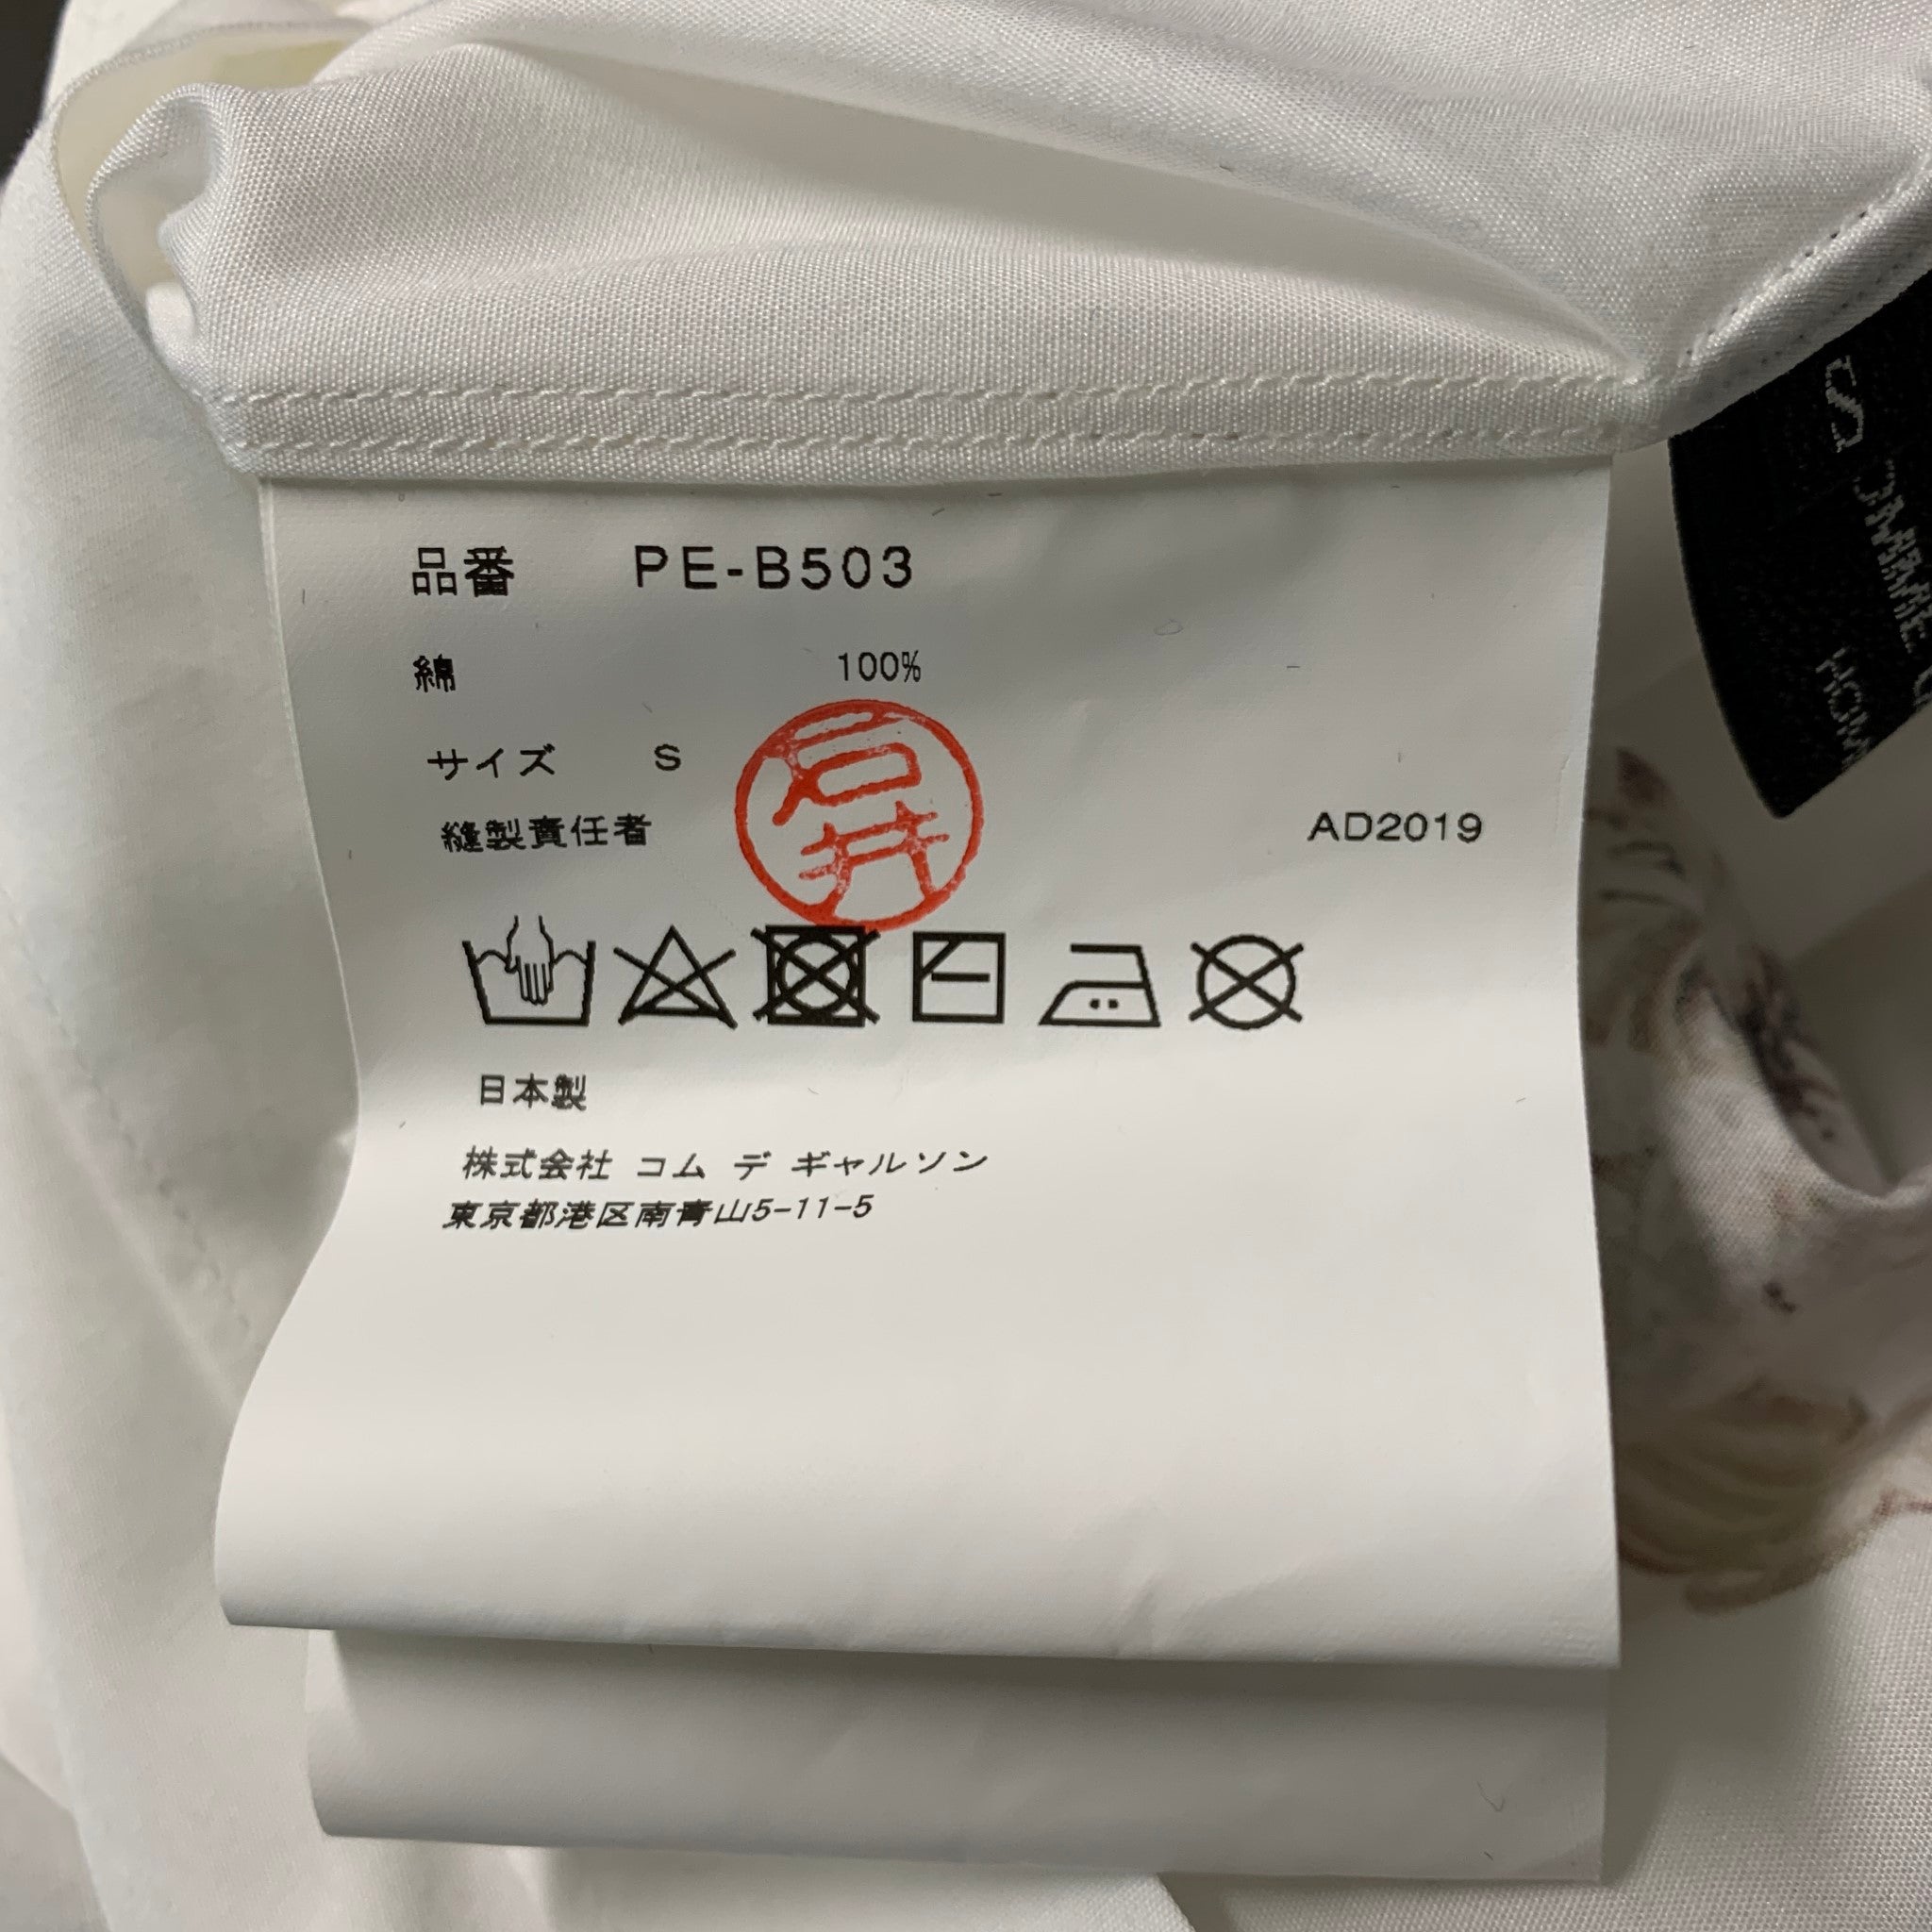 品番 PE-B503
綿 100%
サイズ S
縫製責任者 石井 AD2019
日本製
株式会社 コム デ ギャルソン
東京都港区南青山5-11-5
S